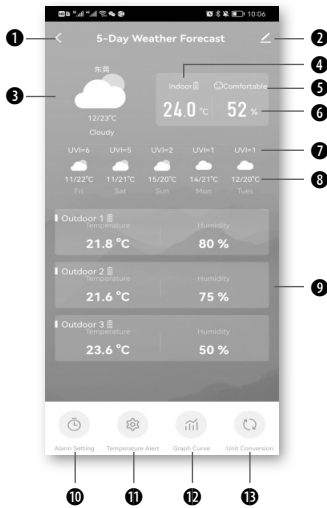 10:06
5-Day Weather Forecast
东莞
12/23°C
Cloudy
Indoor
Comfortable
24.0 °C
52 %
UVI=6 UVI=5 UVI=2 UVI=1 UVI=1
11/22°C 11/21°C 15/20°C 14/21°C 12/20°C
Fri Sat Sun Mon Tues
Outdoor 1
Temperature Humidity
21.8 °C 80 %
Outdoor 2
Temperature Humidity
21.6 °C 75 %
Outdoor 3
Temperature Humidity
23.6 °C 50 %
Alarm Setting Temperature Alert Graph Curve Unit Conversion
1
2
3
4
5
6
7
8
9
10 11 12 13